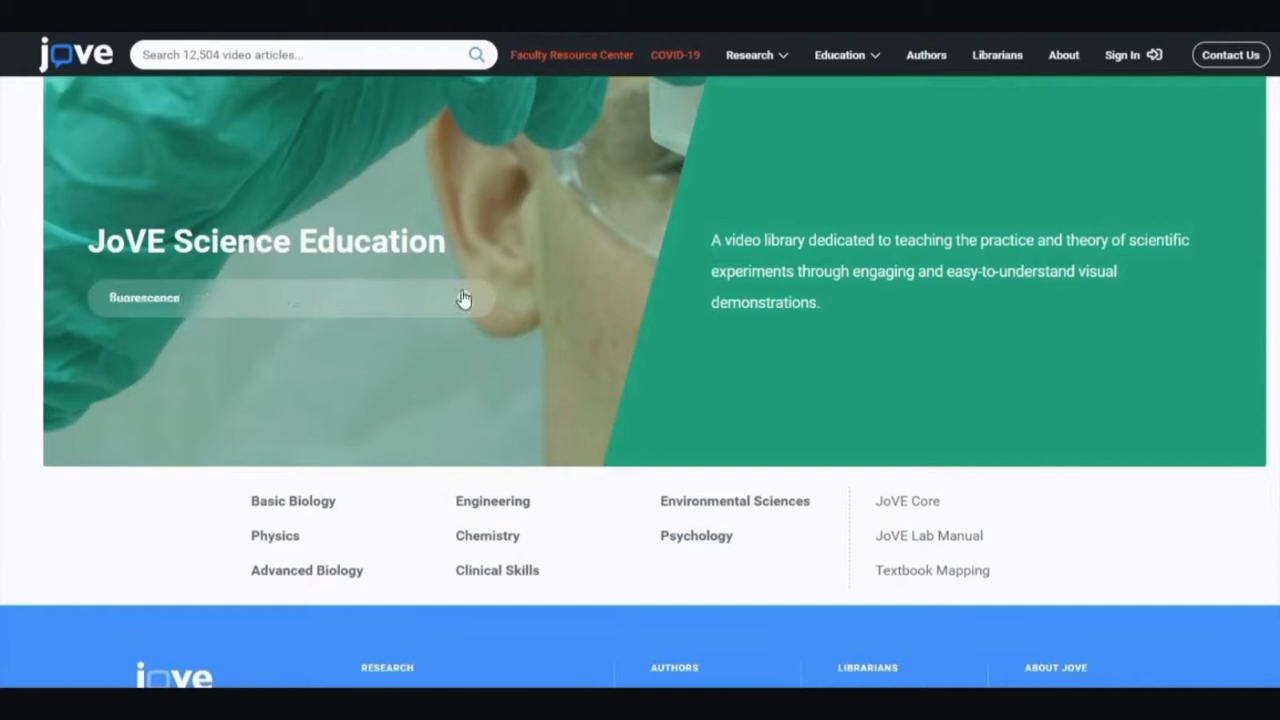 jove
Search 12,504 video articles...
Faculty Resource Center
COVID-19
Research
Education
Authors
Librarians
About
Sign In
Contact Us
JoVE Science Education
fluorescence
A video library dedicated to teaching the practice and theory of scientific
experiments through engaging and easy-to-understand visual
demonstrations.
Basic Biology
Engineering
Environmental Sciences
JoVE Core
Physics
Chemistry
Psychology
JoVE Lab Manual
Advanced Biology
Clinical Skills
Textbook Mapping
jove
RESEARCH
AUTHORS
LIBRARIANS
ABOUT JOVE